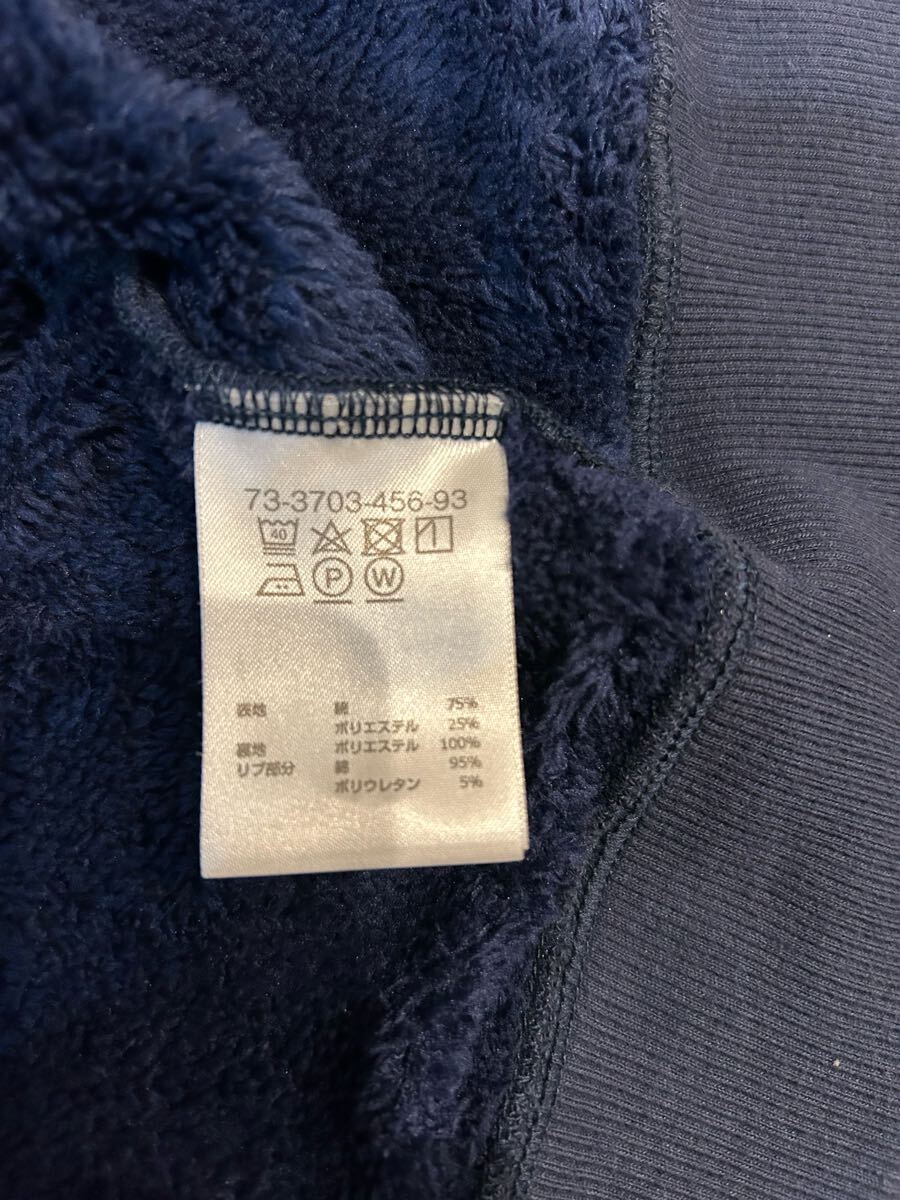 73-3703-456-93
40
P W
表地 綿 75%
ポリエステル 25%
裏地 ポリエステル 100%
リブ部分 綿 95%
ポリウレタン 5%